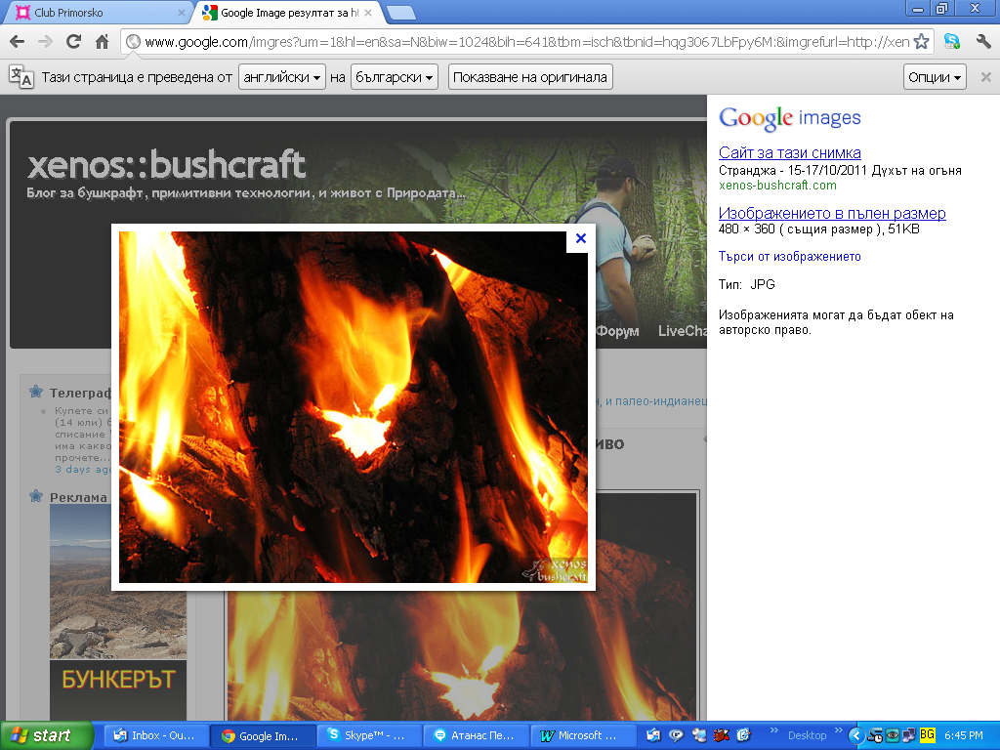 Club Primorsko
Google Image резултат за ht
www.google.com/imgres?um=1&hl=en&sa=N&biw=1024&bih=641&tbm=isch&tbnid=hqg3067LbFpy6M:&imgrefurl=http://xen
Тази страница е преведена от английски на български Показване на оригинала Опции
Google images
Сайт за тази снимка
Странджа - 15-17/10/2011 Духът на огъня
xenos-bushcraft.com
Изображението в пълен размер
480 × 360 ( същия размер ), 51KB
Търси от изображението
Тип: JPG
Изображенията могат да бъдат обект на
авторско право.
xenos::bushcraft
Блог за бушкрафт, примитивни технологии, и живот с Природата...
Форум LiveCha
Телеграф
Купете си
(14 юли) б
списание
има какво
прочете...
3 days ago
н, и палео-индианец
иво
Реклама
БУНКЕРЪТ
xenos
bushcraft
start
Inbox - Ou...
Google Im...
Skype™ - ...
Атанас Пе...
Microsoft ...
Desktop
BG
6:45 PM